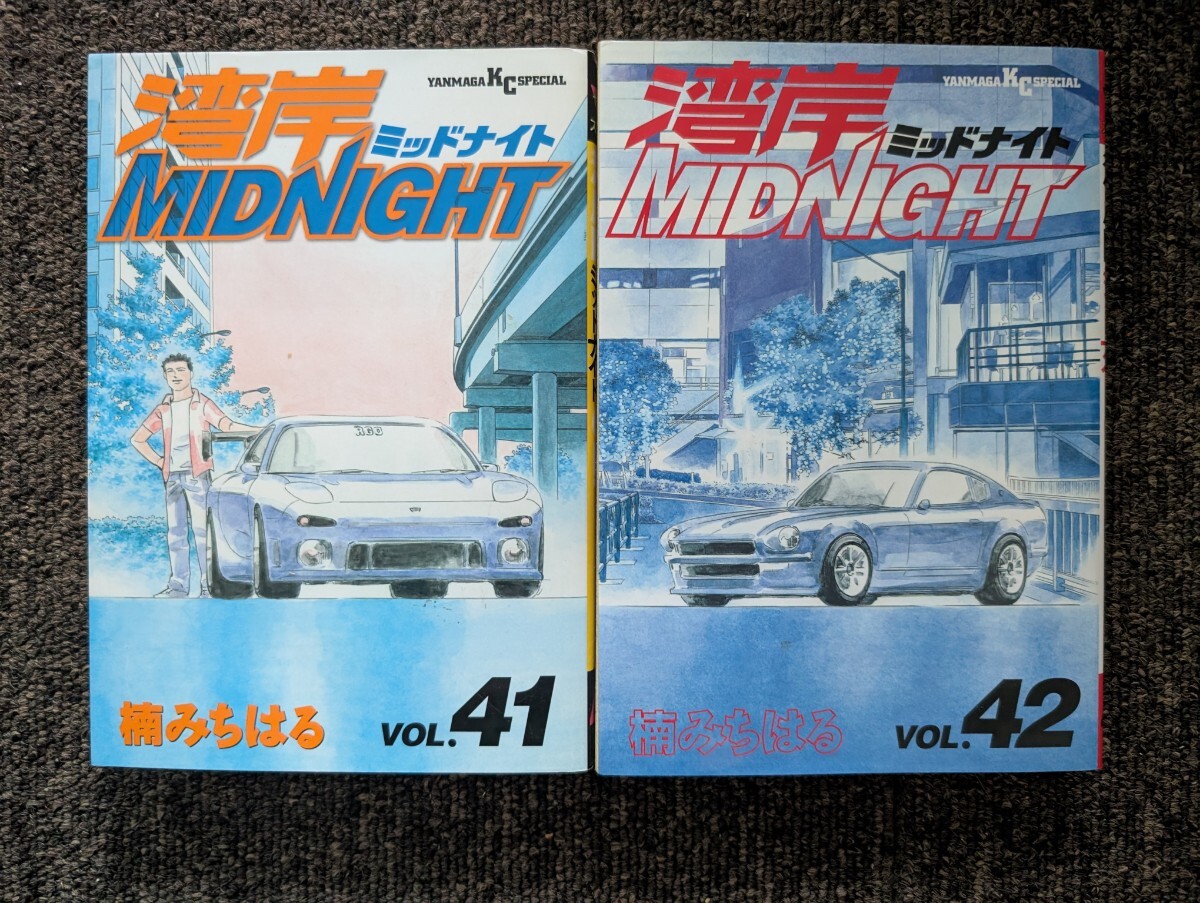 YANMAGA KC SPECIAL
湾岸
ミッドナイト
MIDNIGHT
RGO
楠みちはる
VOL.41
YANMAGA KC SPECIAL
湾岸
ミッドナイト
MIDNIGHT
楠みちはる
VOL.42